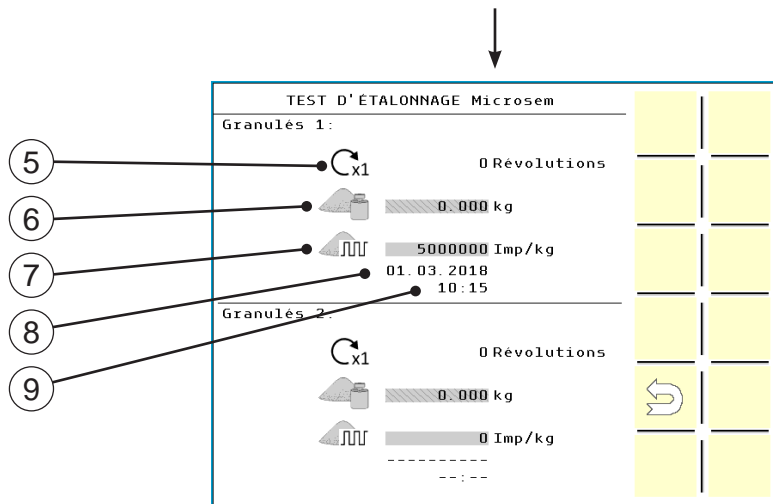 TEST D'ÉTALONNAGE Microsem
Granulés 1:
5
x1
0 Révolutions
6
0.000 kg
7
5000000 Imp/kg
8
01.03.2018
9
10:15
Granulés 2:
x1
0 Révolutions
0.000 kg
0 Imp/kg
----------
--:--